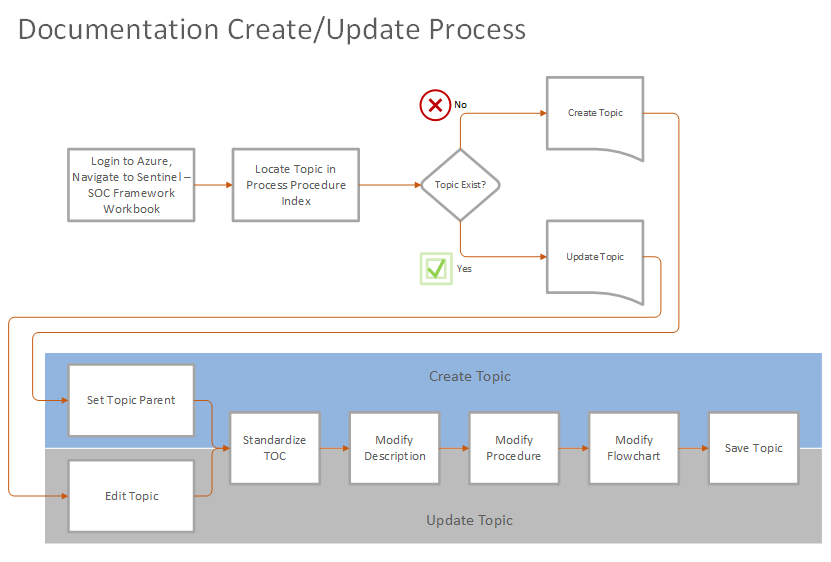 Documentation Create/Update Process
No
Create Topic
Login to Azure,
Navigate to Sentinel –
SOC Framework
Workbook
Locate Topic in
Process Procedure
Index
Topic Exist?
Yes
Update Topic
Create Topic
Set Topic Parent
Standardize
TOC
Modify
Description
Modify
Procedure
Modify
Flowchart
Save Topic
Edit Topic
Update Topic